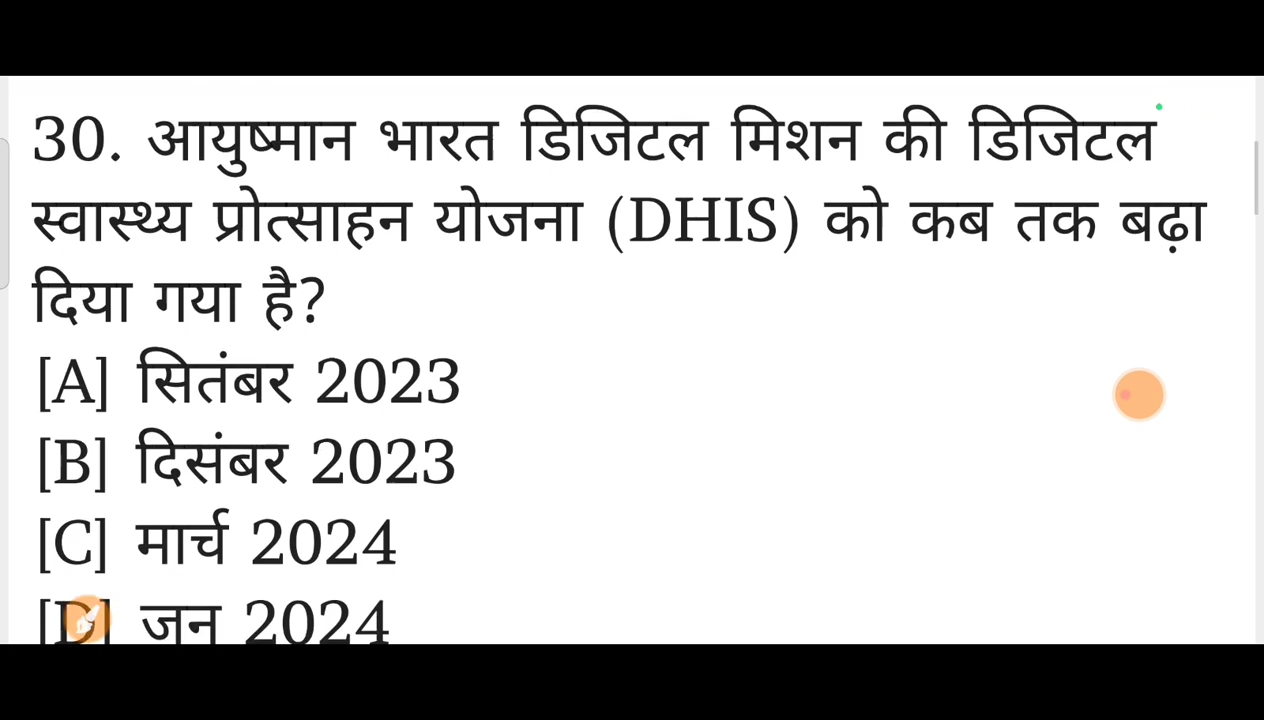 30. आयुष्मान भारत डिजिटल मिशन की डिजिटल
स्वास्थ्य प्रोत्साहन योजना (DHIS) को कब तक बढ़ा
दिया गया है?
[A] सितंबर 2023
[B] दिसंबर 2023
[C] मार्च 2024
[D] जन 2024